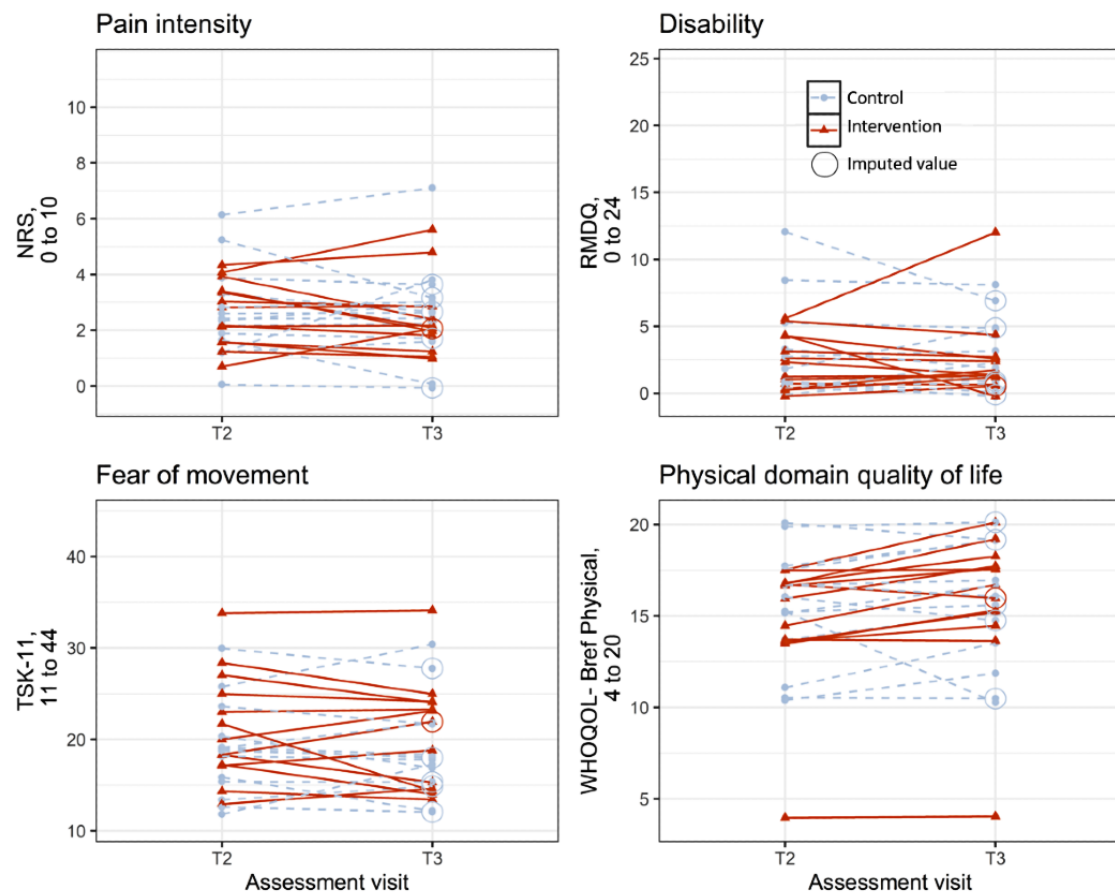 Pain intensity
NRS,
0 to 10
10
8
6
4
2
0
T2
T3
Disability
RMDQ,
0 to 24
25
20
15
10
5
0
Control
Intervention
Imputed value
T2
T3
Fear of movement
TSK-11,
11 to 44
40
30
20
10
T2
T3
Assessment visit
Physical domain quality of life
WHOQOL- Bref Physical,
4 to 20
20
15
10
5
T2
T3
Assessment visit